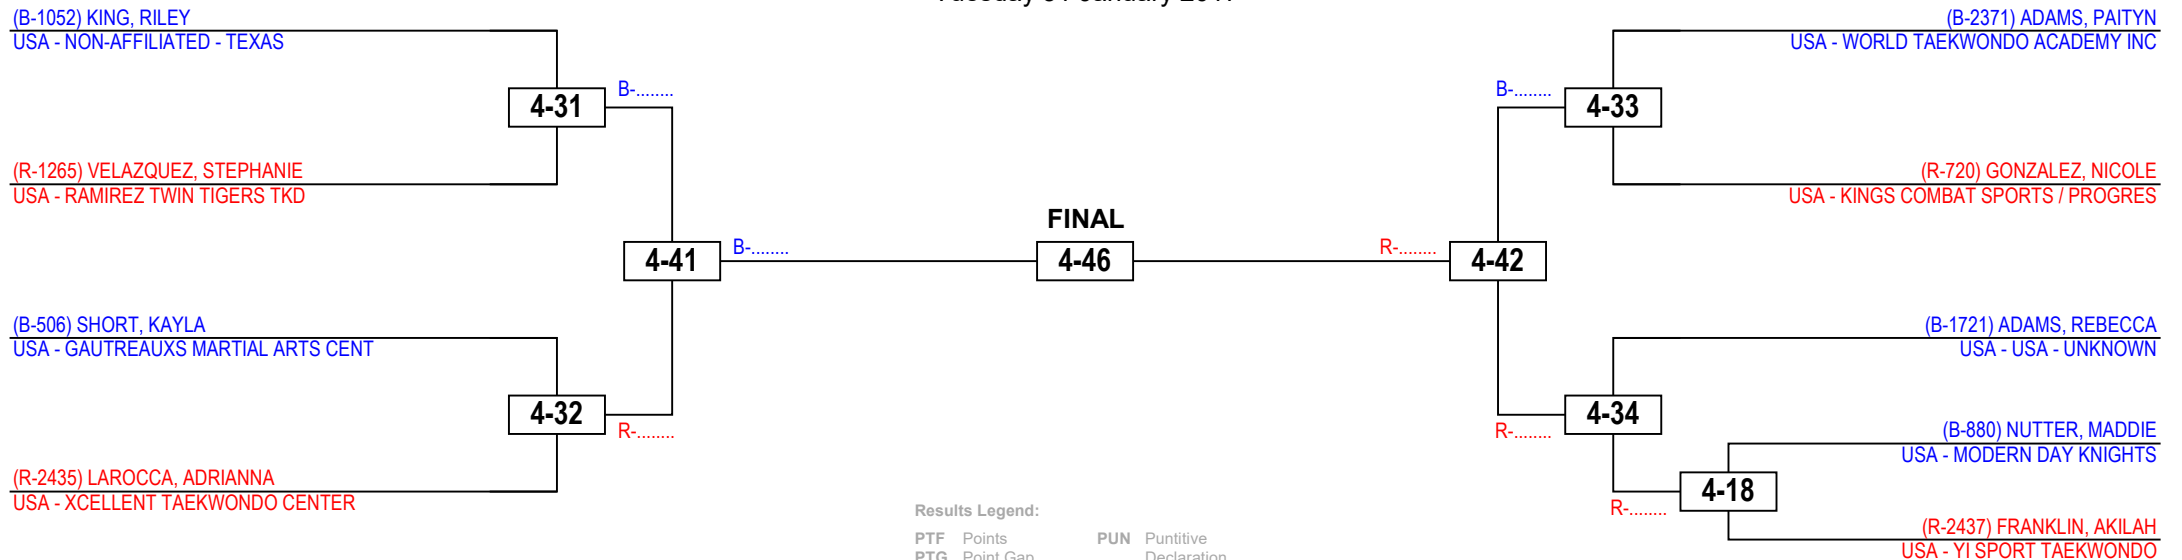 (B-1052) KING, RILEY
USA - NON-AFFILIATED - TEXAS
4-31
B-........
(R-1265) VELAZQUEZ, STEPHANIE
USA - RAMIREZ TWIN TIGERS TKD
4-41
B-........
(B-506) SHORT, KAYLA
USA - GAUTREAUXS MARTIAL ARTS CENT
4-32
R-........
(R-2435) LAROCCA, ADRIANNA
USA - XCELLENT TAEKWONDO CENTER
FINAL
4-46
(B-2371) ADAMS, PAITYN
USA - WORLD TAEKWONDO ACADEMY INC
B-........
4-33
(R-720) GONZALEZ, NICOLE
USA - KINGS COMBAT SPORTS / PROGRES
R-........
4-42
(B-1721) ADAMS, REBECCA
USA - USA - UNKNOWN
4-34
R-........
(B-880) NUTTER, MADDIE
USA - MODERN DAY KNIGHTS
4-18
R-........
(R-2437) FRANKLIN, AKILAH
USA - YI SPORT TAEKWONDO
Results Legend:
PTF Points
PUN Puntitive
Declaration
PTG Point Gap